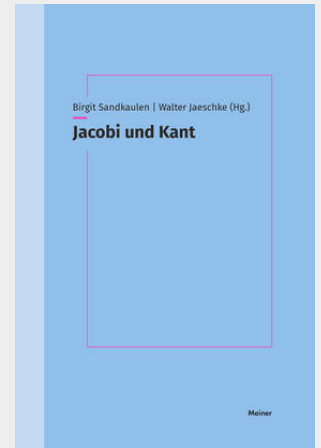 Birgit Sandkaulen | Walter Jaeschke (Hg.)
Jacobi und Kant
Meiner